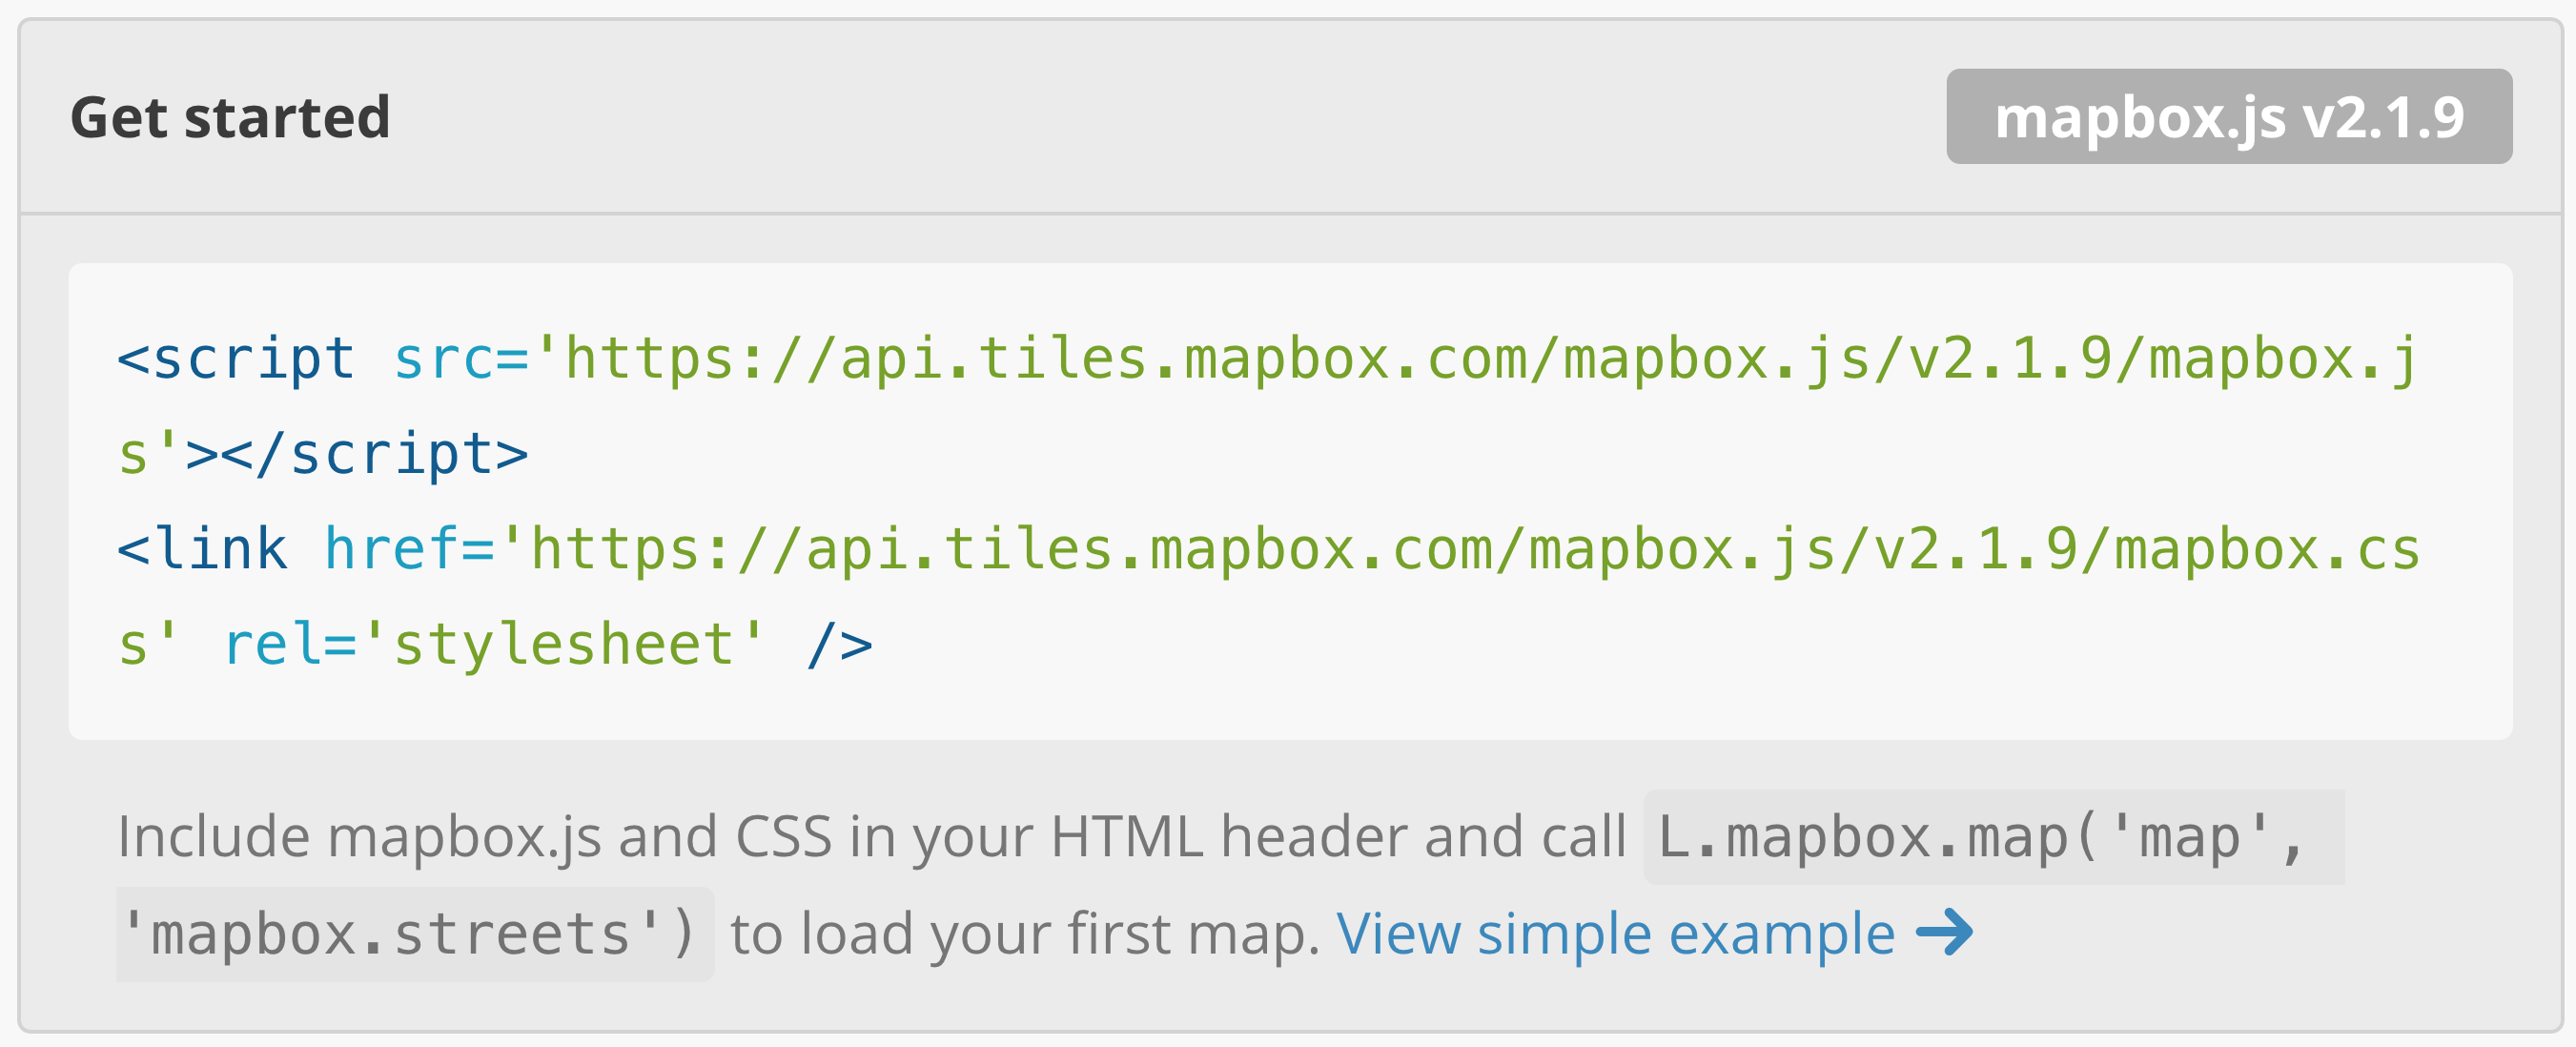 Get started
mapbox.js v2.1.9
<script src='https://api.tiles.mapbox.com/mapbox.js/v2.1.9/mapbox.j
s'></script>
<link href='https://api.tiles.mapbox.com/mapbox.js/v2.1.9/mapbox.cs
s' rel='stylesheet' />
Include mapbox.js and CSS in your HTML header and call L.mapbox.map('map',
'mapbox.streets') to load your first map. View simple example →